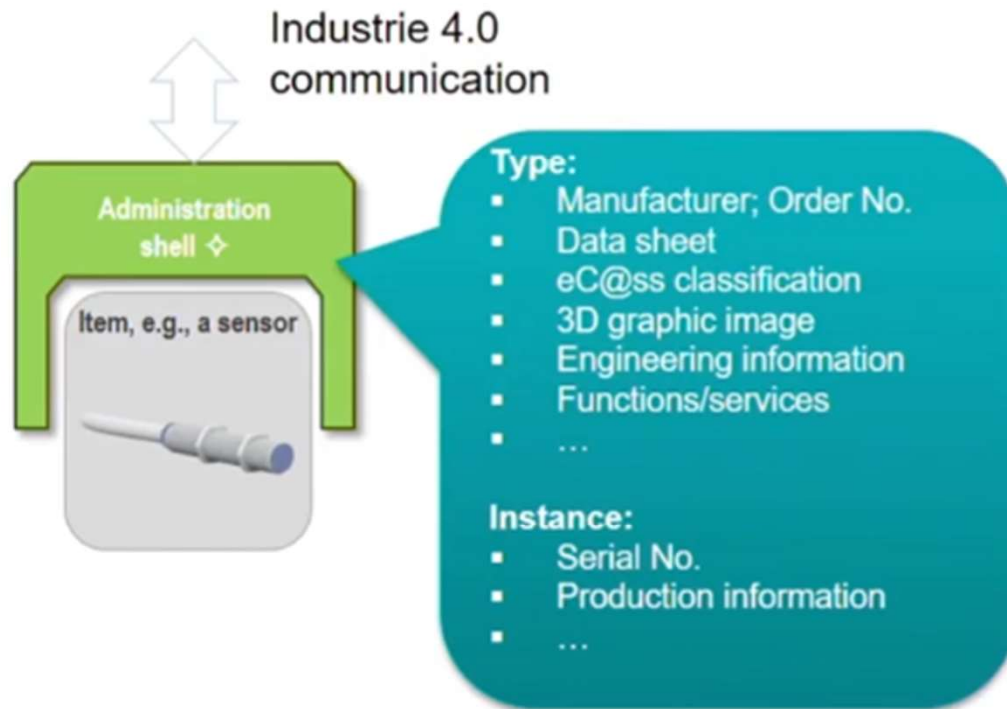 Industrie 4.0
communication
Administration
shell ✧
Item, e.g., a sensor
Type:
▪ Manufacturer; Order No.
▪ Data sheet
▪ eC@ss classification
▪ 3D graphic image
▪ Engineering information
▪ Functions/services
▪ ...
Instance:
▪ Serial No.
▪ Production information
▪ ...